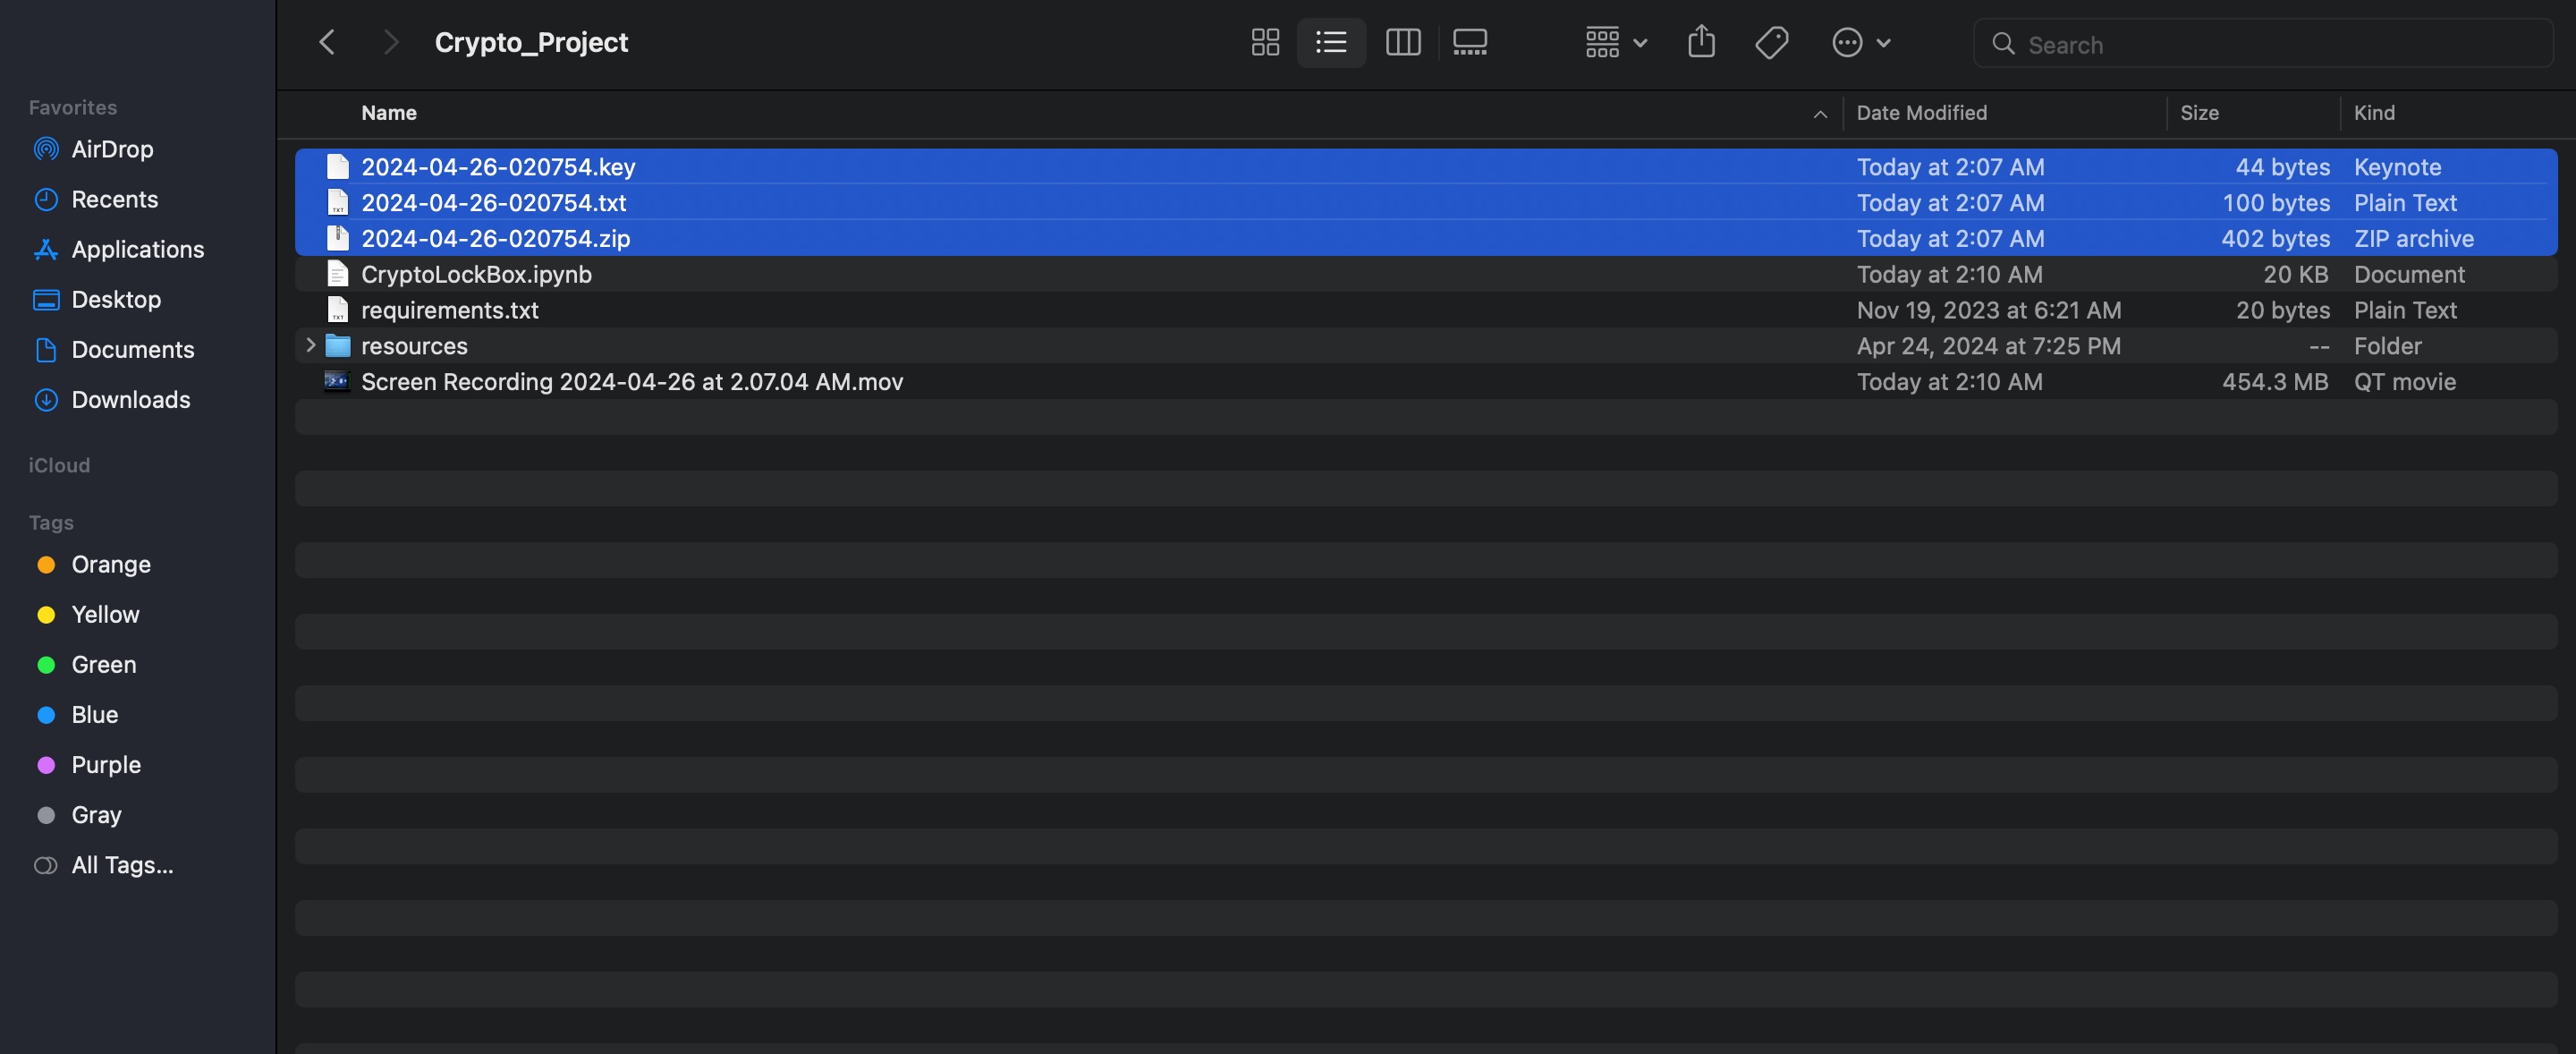 Crypto_Project
Search
Favorites
AirDrop
Recents
Applications
Desktop
Documents
Downloads
iCloud
Tags
Orange
Yellow
Green
Blue
Purple
Gray
All Tags...
Name Date Modified Size Kind
2024-04-26-020754.key Today at 2:07 AM 44 bytes Keynote
2024-04-26-020754.txt Today at 2:07 AM 100 bytes Plain Text
2024-04-26-020754.zip Today at 2:07 AM 402 bytes ZIP archive
CryptoLockBox.ipynb Today at 2:10 AM 20 KB Document
requirements.txt Nov 19, 2023 at 6:21 AM 20 bytes Plain Text
resources Apr 24, 2024 at 7:25 PM -- Folder
Screen Recording 2024-04-26 at 2.07.04 AM.mov Today at 2:10 AM 454.3 MB QT movie